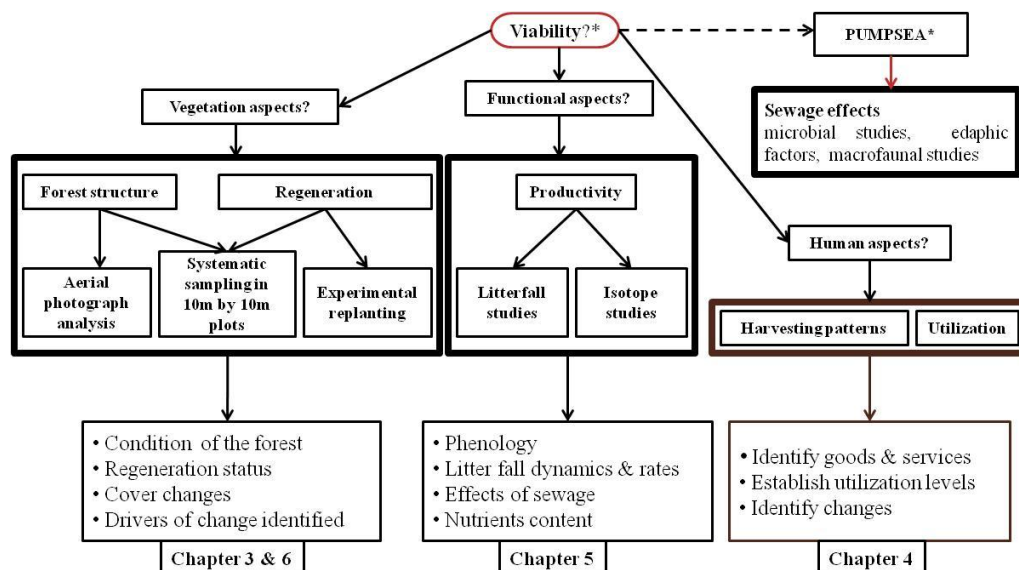 Viability?*
PUMPSEA*
Sewage effects
microbial studies, edaphic
factors, macrofaunal studies
Vegetation aspects?
Functional aspects?
Human aspects?
Forest structure
Regeneration
Aerial
photograph
analysis
Systematic
sampling in
10m by 10m
plots
Experimental
replanting
Productivity
Litterfall
studies
Isotope
studies
Harvesting patterns
Utilization
• Condition of the forest
• Regeneration status
• Cover changes
• Drivers of change identified
Chapter 3 & 6
• Phenology
• Litter fall dynamics & rates
• Effects of sewage
• Nutrients content
Chapter 5
• Identify goods & services
• Establish utilization levels
• Identify changes
Chapter 4